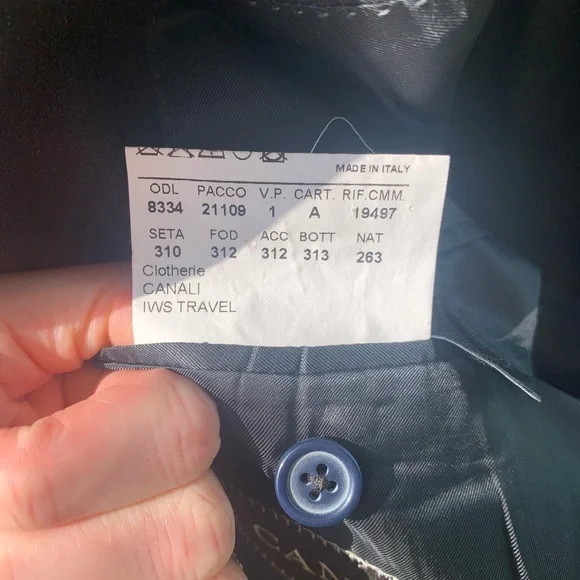 MADE IN ITALY
ODL PACCO V.P. CART. RIF.CMM.
8334 21109 1 A 19497
SETA FOD ACC BOTT NAT
310 312 312 313 263
Clotherie
CANALI
IWS TRAVEL
CAN